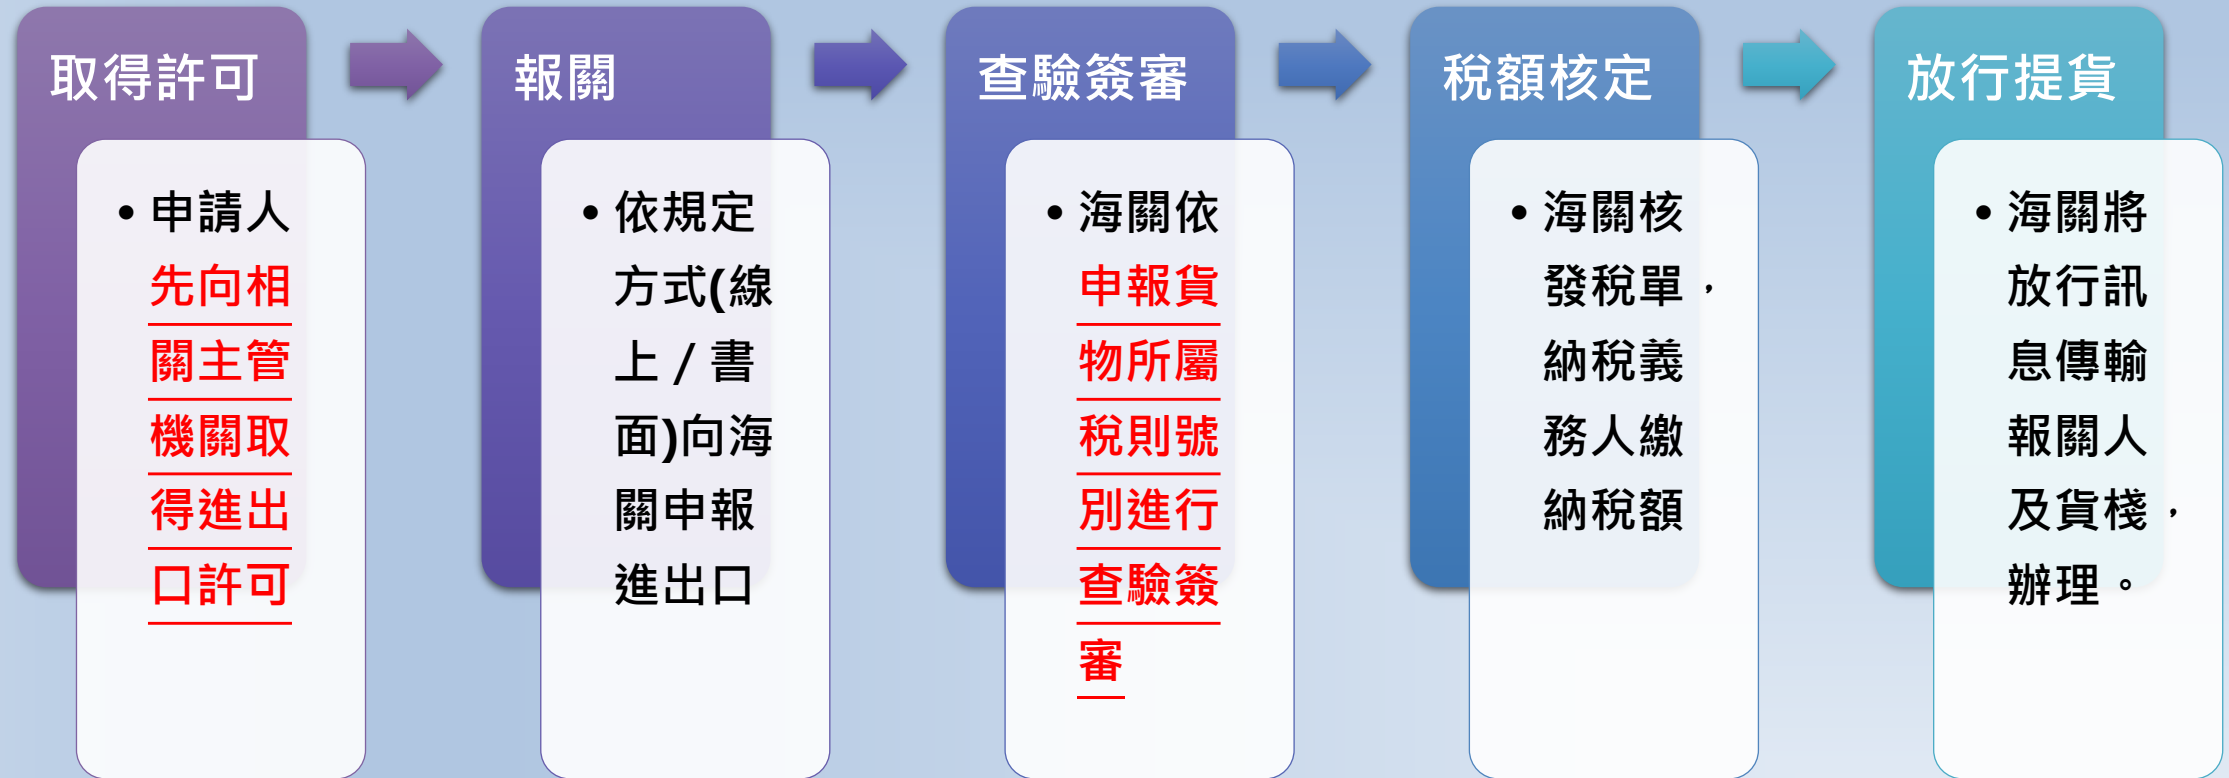 取得許可
• 申請人
先向相
關主管
機關取
得進出
口許可
報關
• 依規定
方式(線
上／書
面)向海
關申報
進出口
查驗簽審
• 海關依
申報貨
物所屬
稅則號
別進行
查驗簽
審
稅額核定
• 海關核
發稅單，
納稅義
務人繳
納稅額
放行提貨
• 海關將
放行訊
息傳輸
報關人
及貨棧，
辦理。